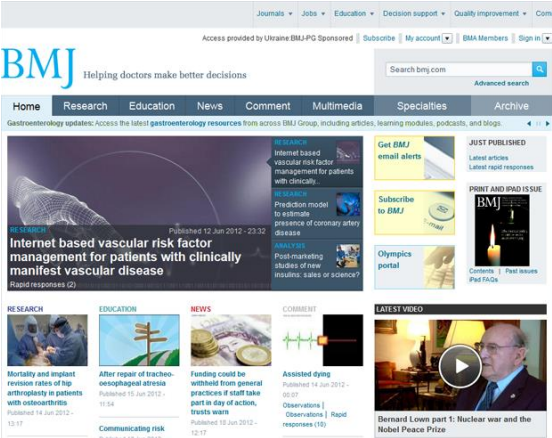 Journals Jobs Education Decision support Quality improvement Com
Access provided by Ukraine:BMJ-PG Sponsored Subscribe My account BMA Members Sign in
BMJ
Helping doctors make better decisions
Search bmj.com
Advanced search
Home Research Education News Comment Multimedia Specialties Archive
Gastroenterology updates: Access the latest gastroenterology resources from across BMJ Group, including articles, learning modules, podcasts, and blogs.
RESEARCH
Published 12 Jun 2012 - 23:32
Internet based vascular risk factor
management for patients with clinically
manifest vascular disease
Rapid responses (2)
RESEARCH
Internet based
vascular risk factor
management for patients
with clinically...
RESEARCH
Prediction model
to estimate
presence of coronary artery
disease
ANALYSIS
Post-marketing
studies of new
insulins: sales or science?
Get BMJ
email alerts
Subscribe
to BMJ
Olympics
portal
JUST PUBLISHED
Latest articles
Latest rapid responses
PRINT AND IPAD ISSUE
BMJ
Contents Past issues
iPad FAQs
RESEARCH
Mortality and implant
revision rates of hip
arthroplasty in patients
with osteoarthritis
Published 14 Jun 2012 -
13:17
EDUCATION
After repair of tracheo-
oesophageal atresia
Published 15 Jun 2012 -
11:54
Communicating risk
NEWS
Funding could be
withheld from general
practices if staff take
part in day of action,
trusts warn
Published 18 Jun 2012 -
12:17
COMMENT
Assisted dying
Published 14 Jun 2012 -
00:07
Observations |
Observations | Rapid
responses (18)
LATEST VIDEO
Bernard Lown part 1: Nuclear war and the
Nobel Peace Prize